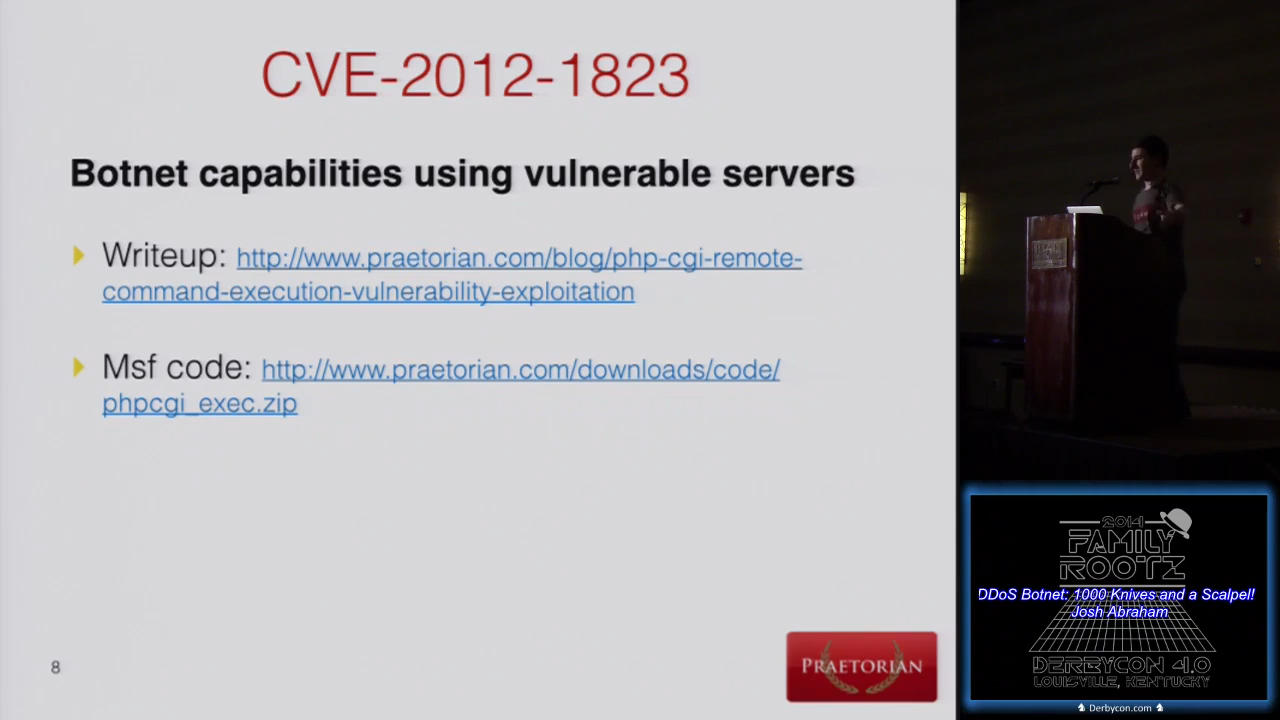 CVE-2012-1823
Botnet capabilities using vulnerable servers
Writeup: http://www.praetorian.com/blog/php-cgi-remote-
command-execution-vulnerability-exploitation
Msf code: http://www.praetorian.com/downloads/code/
phpcgi_exec.zip
8
PRAETORIAN
2014
FAMILY
ROOTZ
DDoS Botnet: 1000 Knives and a Scalpel!
Josh Abraham
DERBYCON 4.0
LOUISVILLE, KENTUCKY
Derbycon.com